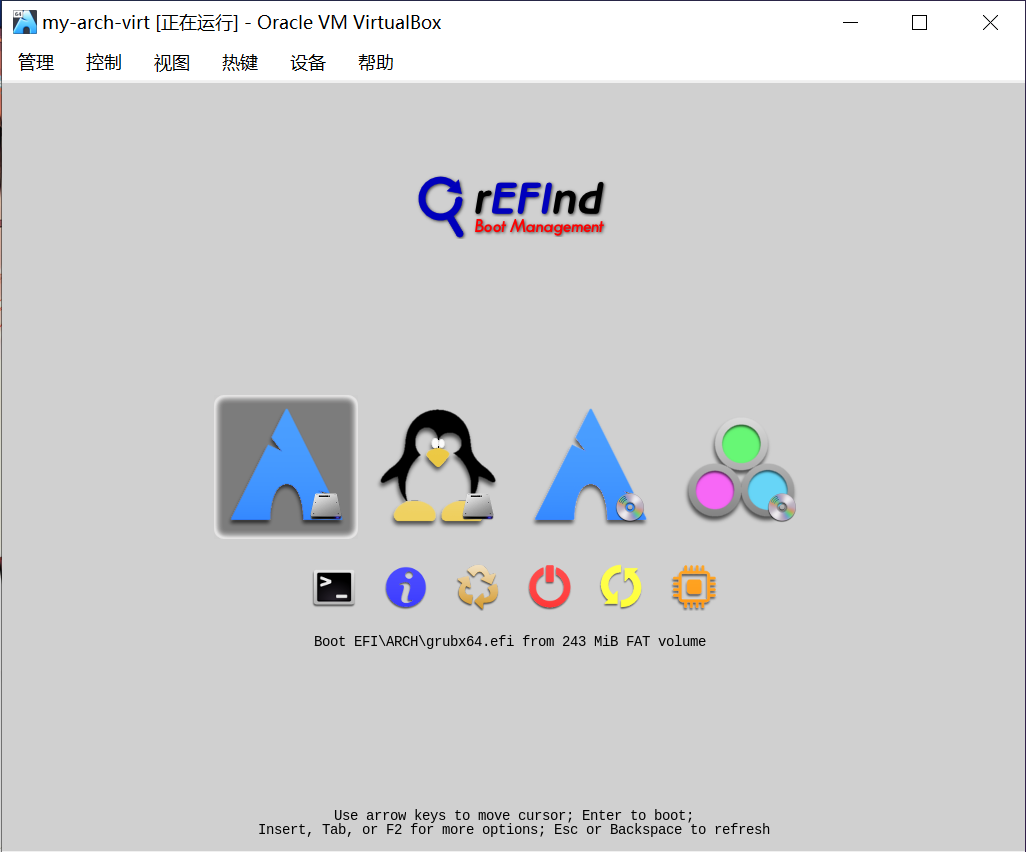 my-arch-virt [正在运行] - Oracle VM VirtualBox
管理 控制 视图 热键 设备 帮助
rEFInd
Boot Management
>_
i
Boot EFI\ARCH\grubx64.efi from 243 MiB FAT volume
Use arrow keys to move cursor; Enter to boot;
Insert, Tab, or F2 for more options; Esc or Backspace to refresh